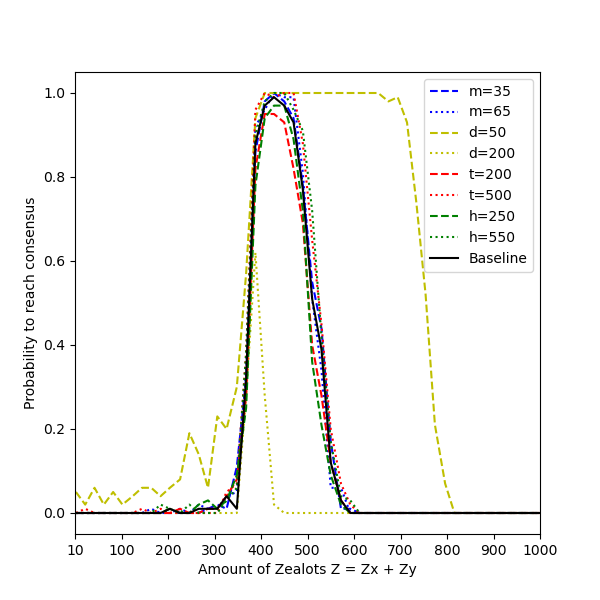 1.0
0.8
0.6
0.4
0.2
0.0
Probability to reach consensus
m=35
m=65
d=50
d=200
t=200
t=500
h=250
h=550
Baseline
10 100 200 300 400 500 600 700 800 900 1000
Amount of Zealots Z = Zx + Zy